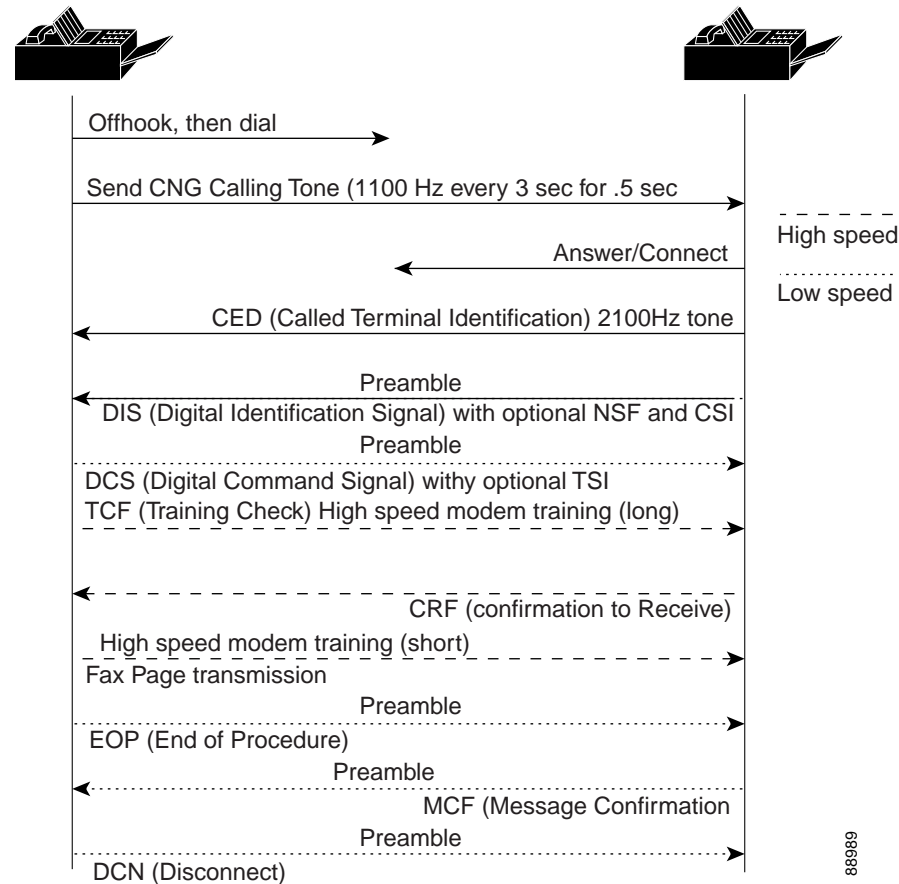 Offhook, then dial
Send CNG Calling Tone (1100 Hz every 3 sec for .5 sec
High speed
Answer/Connect
Low speed
CED (Called Terminal Identification) 2100Hz tone
Preamble
DIS (Digital Identification Signal) with optional NSF and CSI
Preamble
DCS (Digital Command Signal) withy optional TSI
TCF (Training Check) High speed modem training (long)
CRF (confirmation to Receive)
High speed modem training (short)
Fax Page transmission
Preamble
EOP (End of Procedure)
Preamble
MCF (Message Confirmation
Preamble
DCN (Disconnect)
88989